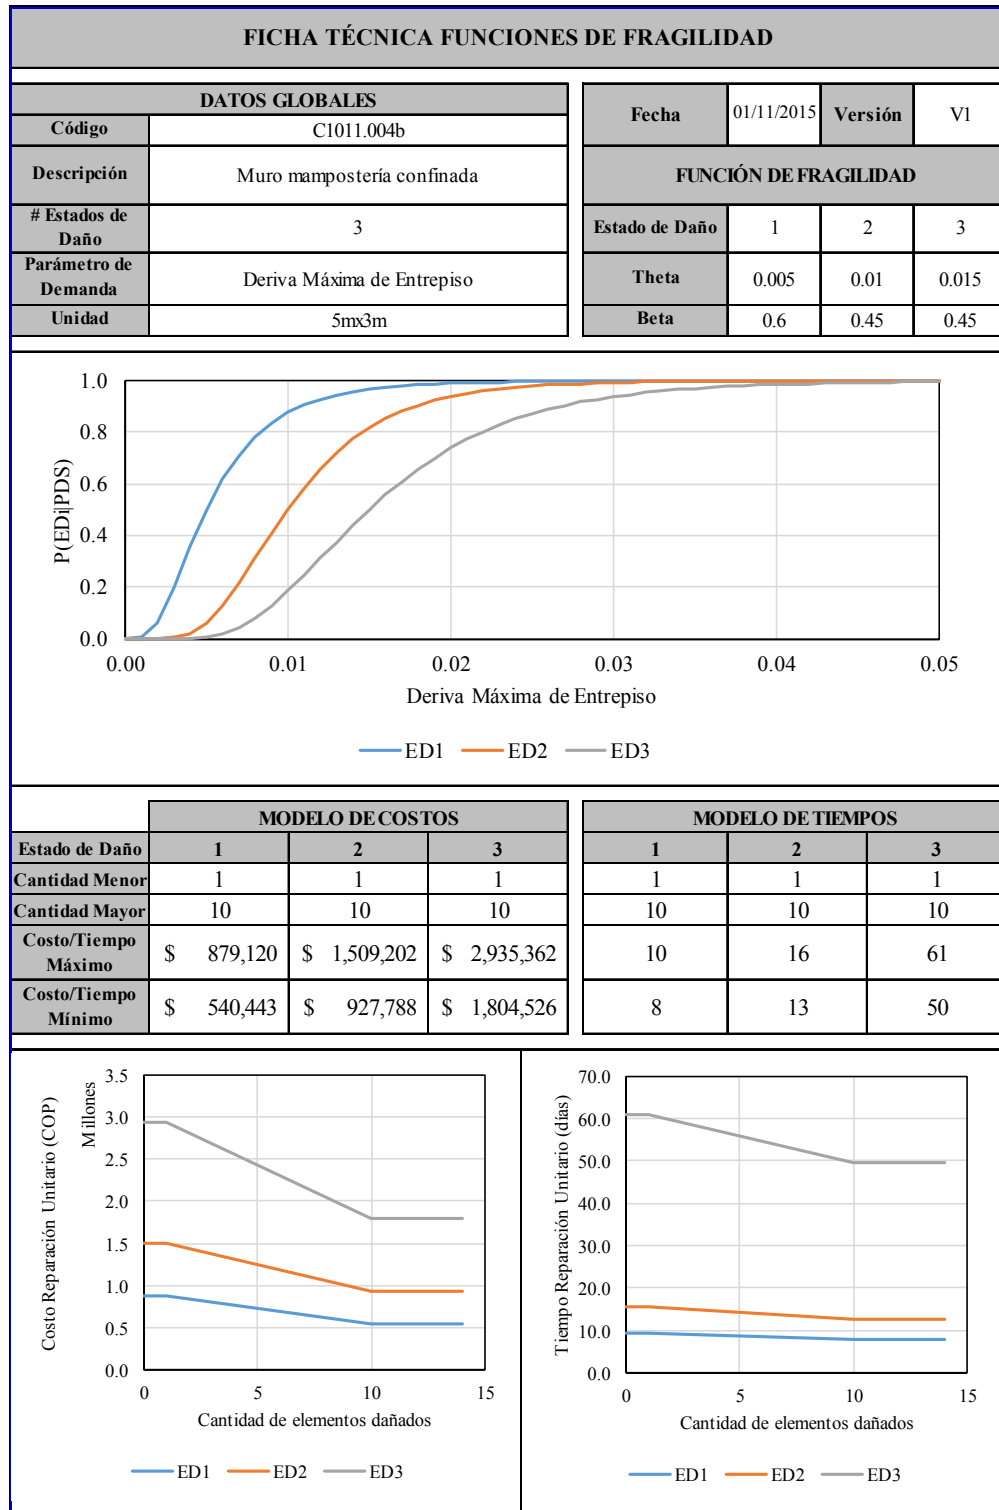 FICHA TÉCNICA FUNCIONES DE FRAGILIDAD
DATOS GLOBALES
Código C1011.004b
Descripción Muro mampostería confinada
# Estados de Daño 3
Parámetro de Demanda Deriva Máxima de Entrepiso
Unidad 5mx3m
Fecha 01/11/2015 Versión V1
FUNCIÓN DE FRAGILIDAD
Estado de Daño 1 2 3
Theta 0.005 0.01 0.015
Beta 0.6 0.45 0.45
P(EDi|PDS)
1.0
0.8
0.6
0.4
0.2
0.0
0.00 0.01 0.02 0.03 0.04 0.05
Deriva Máxima de Entrepiso
ED1 ED2 ED3
MODELO DE COSTOS MODELO DE TIEMPOS
Estado de Daño 1 2 3 1 2 3
Cantidad Menor 1 1 1 1 1 1
Cantidad Mayor 10 10 10 10 10 10
Costo/Tiempo Máximo $ 879,120 $ 1,509,202 $ 2,935,362 10 16 61
Costo/Tiempo Mínimo $ 540,443 $ 927,788 $ 1,804,526 8 13 50
Costo Reparación Unitario (COP)
Millones
3.5
3.0
2.5
2.0
1.5
1.0
0.5
0.0
0 5 10 15
Cantidad de elementos dañados
ED1 ED2 ED3
Tiempo Reparación Unitario (días)
70.0
60.0
50.0
40.0
30.0
20.0
10.0
0.0
0 5 10 15
Cantidad de elementos dañados
ED1 ED2 ED3